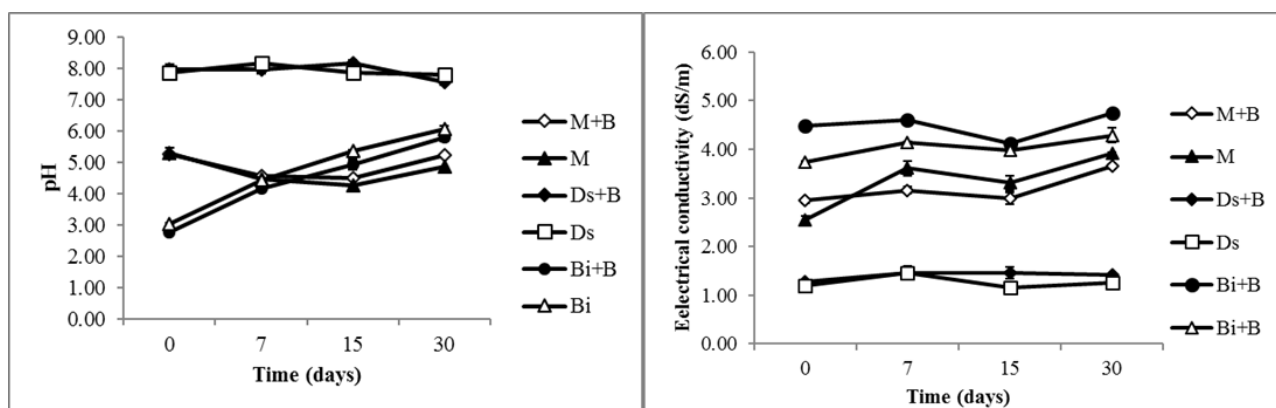 9.00
8.00
7.00
6.00
5.00
4.00
3.00
2.00
1.00
0.00
pH
0 7 15 30
Time (days)
M+B
M
Ds+B
Ds
Bi+B
Bi
6.00
5.00
4.00
3.00
2.00
1.00
0.00
Eelectrical conductivity (dS/m)
0 7 15 30
Time (days)
M+B
M
Ds+B
Ds
Bi+B
Bi+B